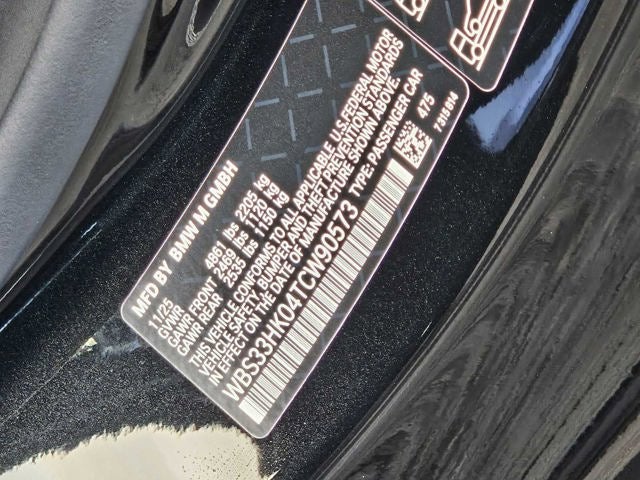 MFD BY BMW M GMBH
11/25
GVWR 4861 lbs 2205 kg
GAWR FRONT 2469 lbs 1120 kg
GAWR REAR 2535 lbs 1150 kg
THIS VEHICLE CONFORMS TO ALL APPLICABLE U.S.FEDERAL MOTOR
VEHICLE SAFETY, BUMPER AND THEFT PREVENTION STANDARDS
IN EFFECT ON THE DATE OF MANUFACTURE SHOWN ABOVE.
WBS33HK04TCW90573 TYPE: PASSENGER CAR
475
7315814